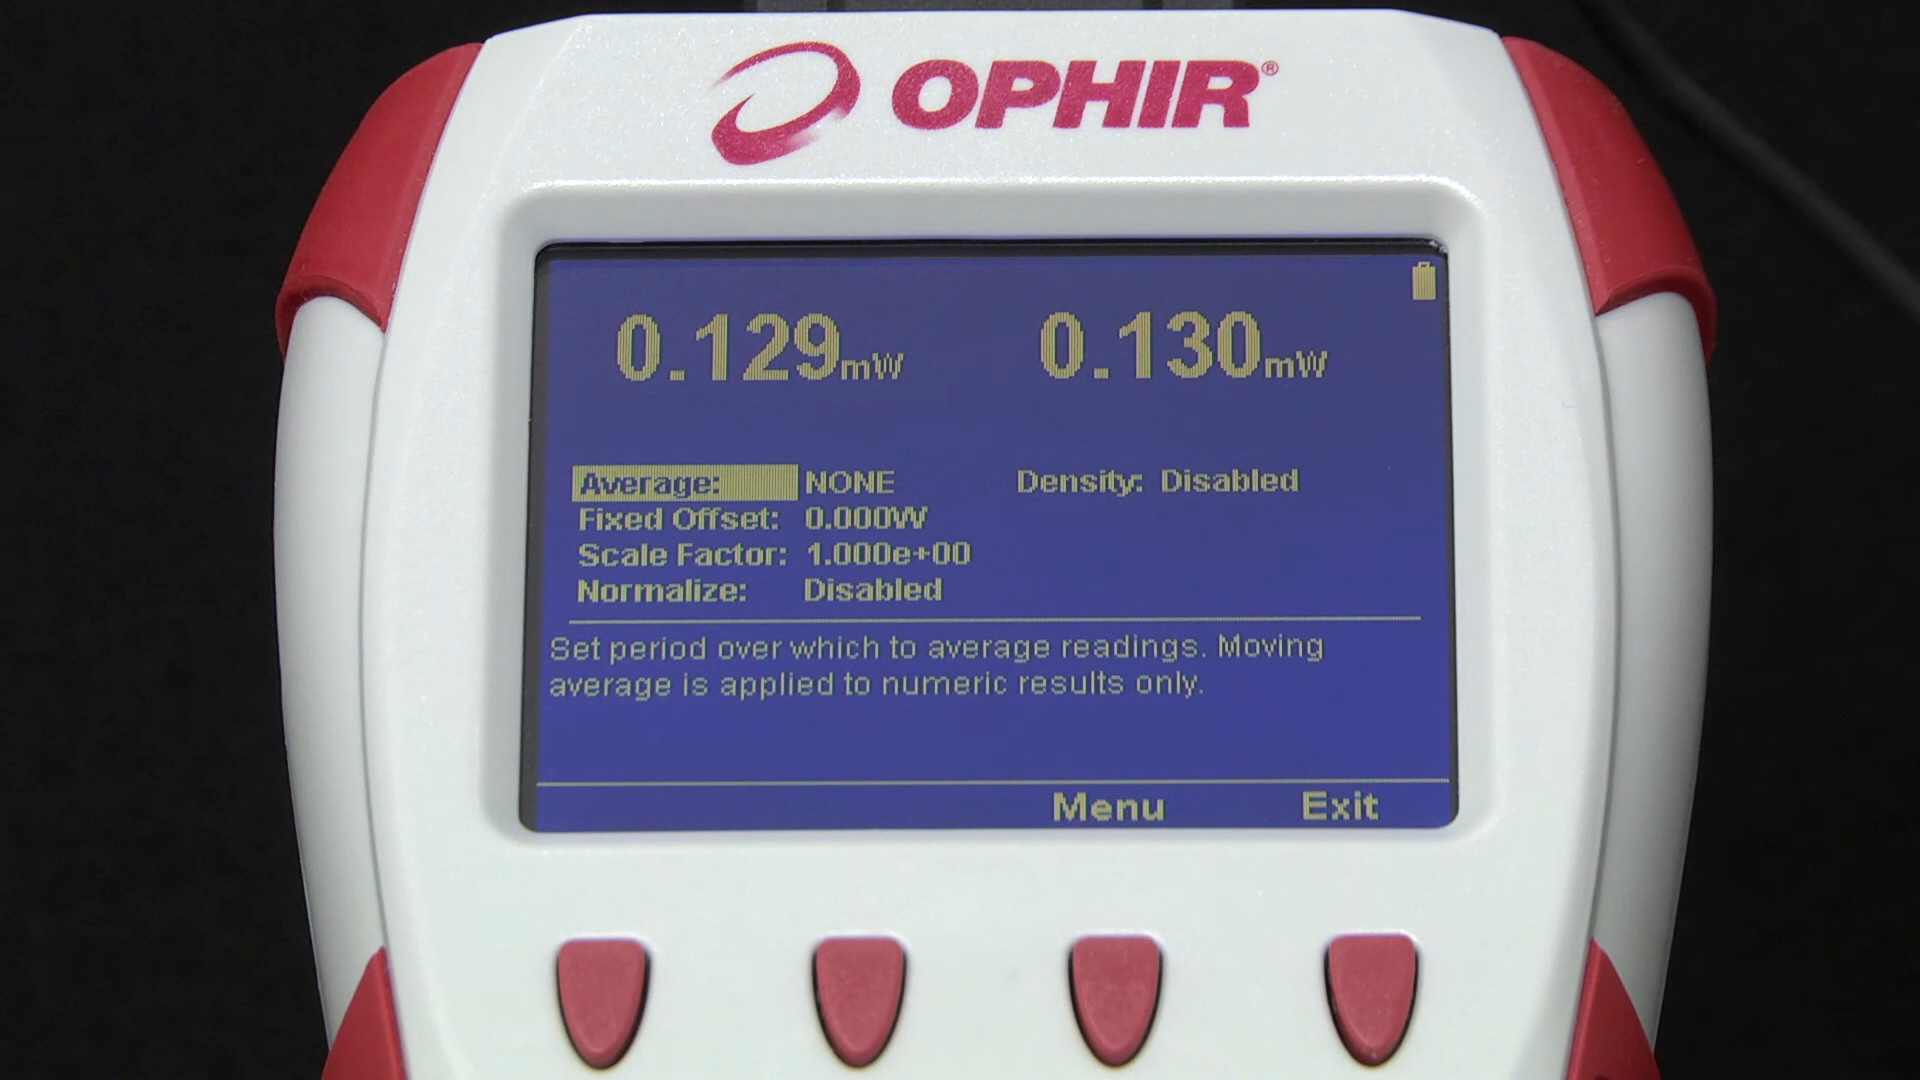 OPHIR®
0.129mW 0.130mW
Average: NONE Density: Disabled
Fixed Offset: 0.000W
Scale Factor: 1.000e+00
Normalize: Disabled
Set period over which to average readings. Moving
average is applied to numeric results only.
Menu Exit